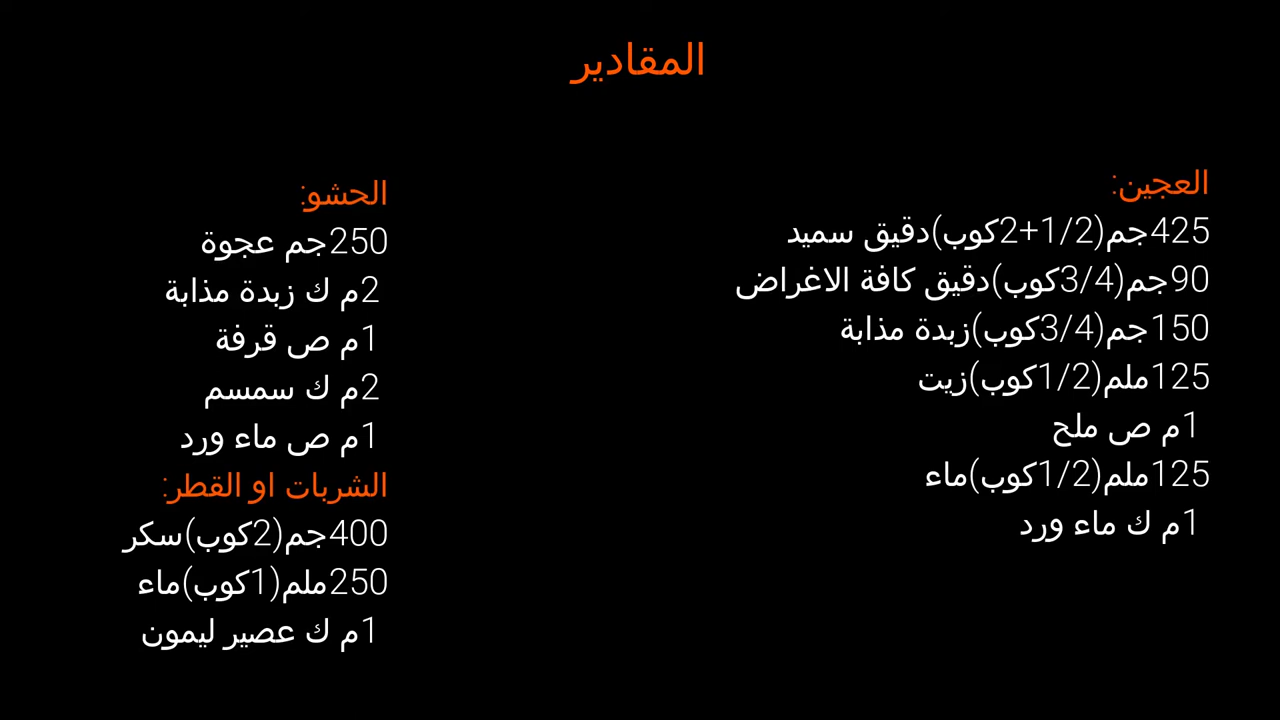 المقادير
العجين:
425جم(1/2+2كوب)دقيق سميد
90جم(3/4كوب)دقيق كافة الاغراض
150جم(3/4كوب)زبدة مذابة
125ملم(1/2كوب)زيت
1م ص ملح
125ملم(1/2كوب)ماء
1م ك ماء ورد
الحشو:
250جم عجوة
2م ك زبدة مذابة
1م ص قرفة
2م ك سمسم
1م ص ماء ورد
الشربات او القطر:
400جم(2كوب)سكر
250ملم(1كوب)ماء
1م ك عصير ليمون